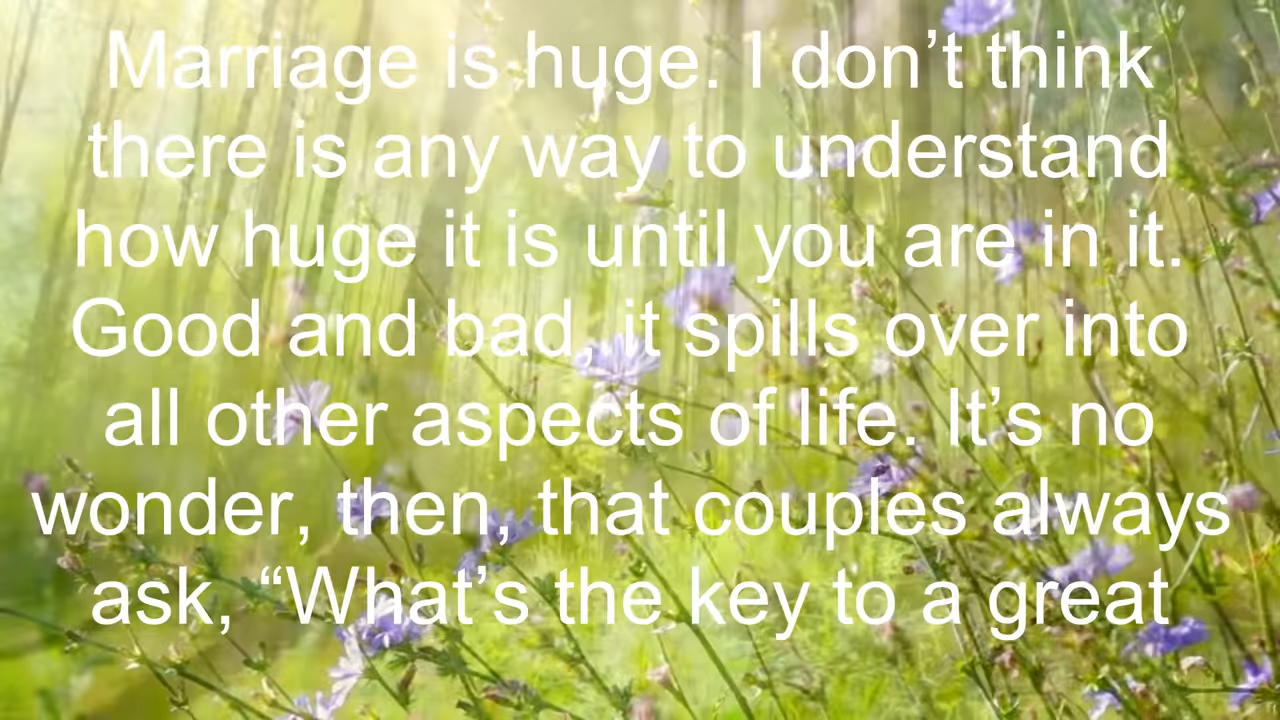 Marriage is huge. I don’t think
there is any way to understand
how huge it is until you are in it.
Good and bad, it spills over into
all other aspects of life. It’s no
wonder, then, that couples always
ask, “What’s the key to a great